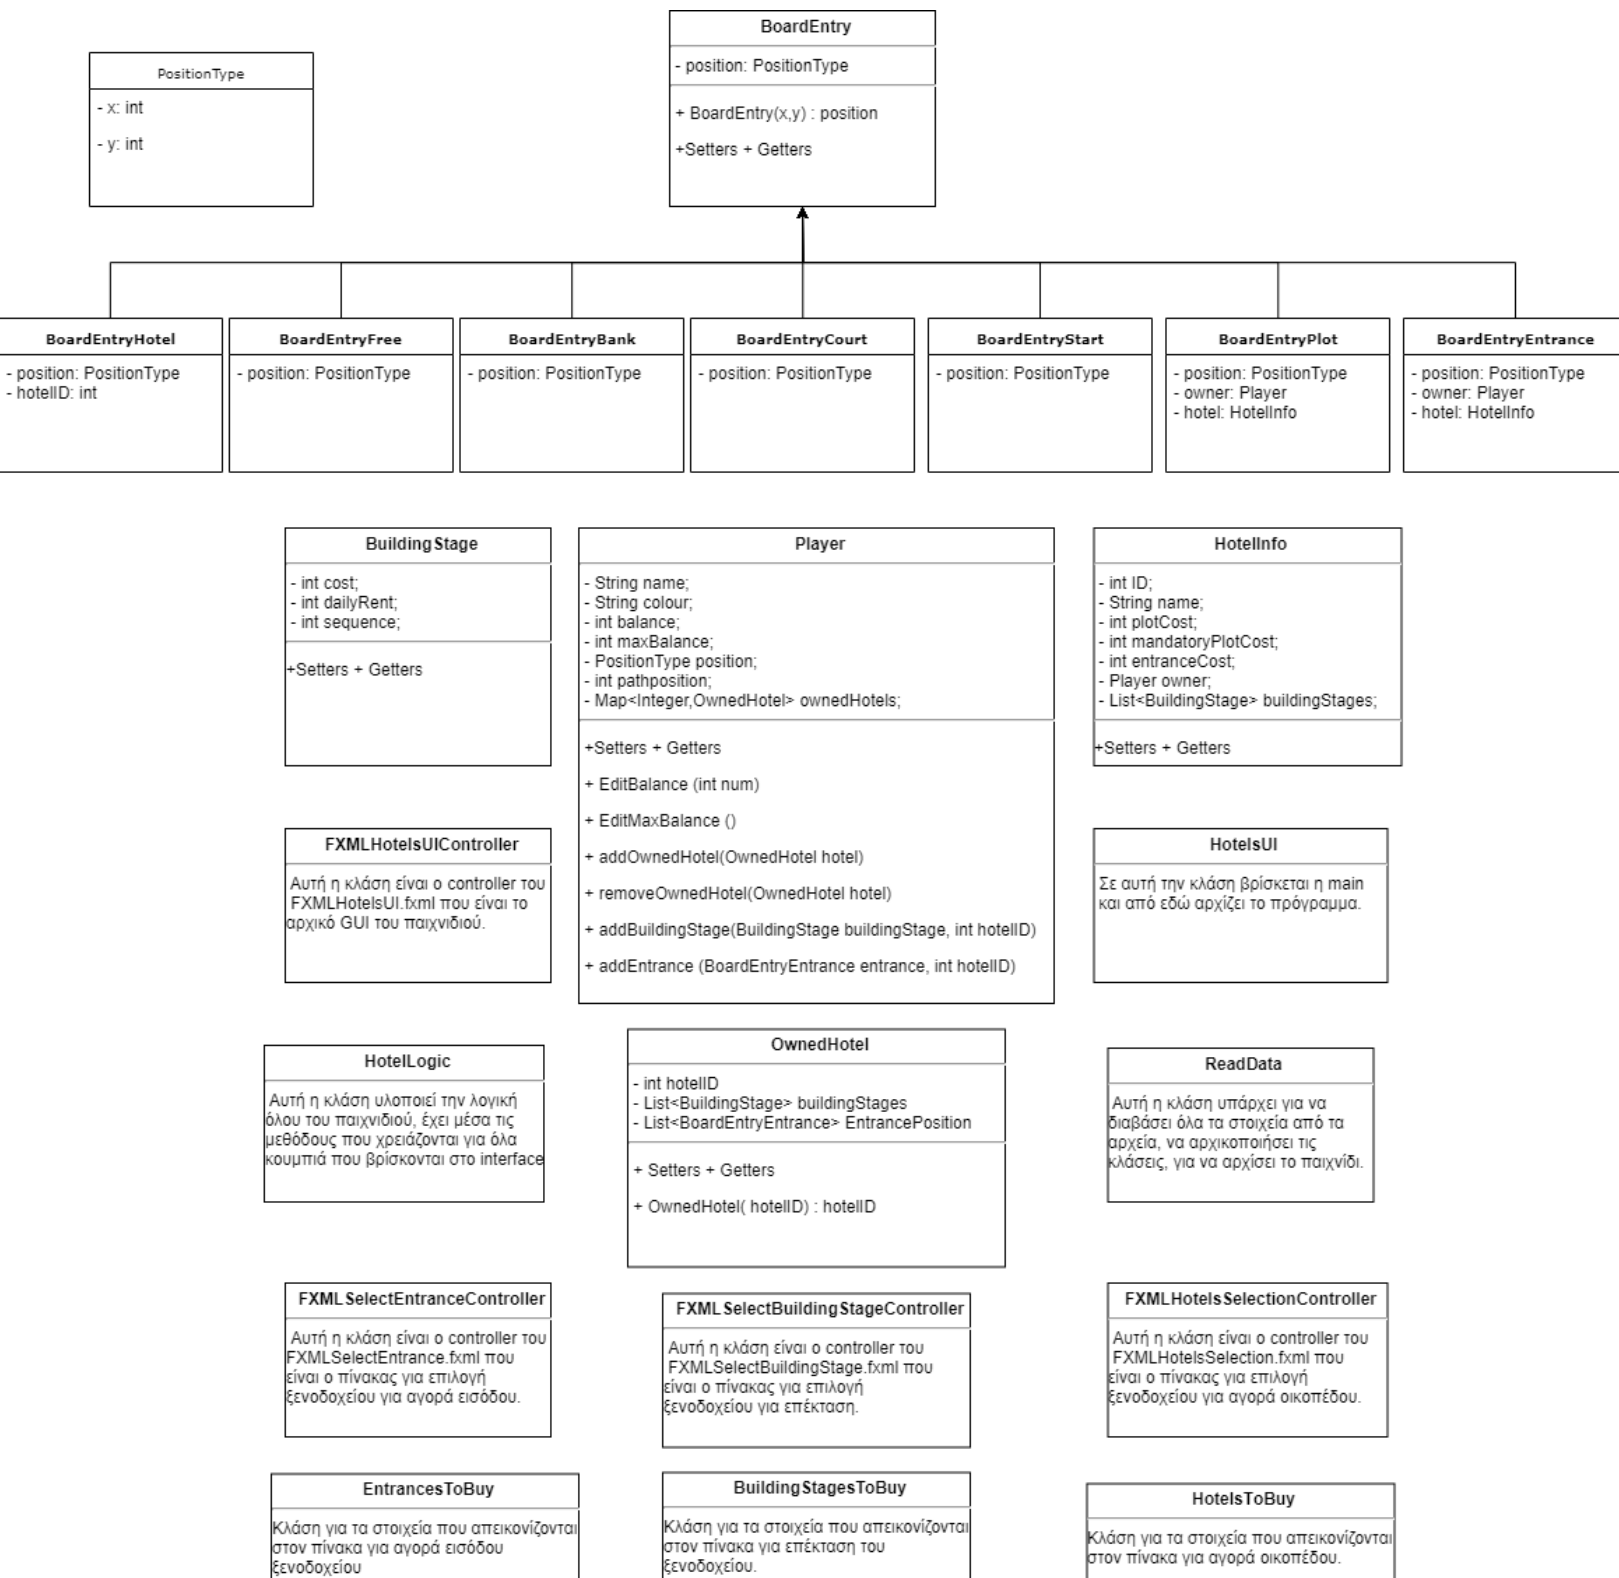 BoardEntry
- position: PositionType
+ BoardEntry(x,y) : position
+Setters + Getters
PositionType
- x: int
- y: int
BoardEntryHotel
- position: PositionType
- hotelID: int
BoardEntryFree
- position: PositionType
BoardEntryBank
- position: PositionType
BoardEntryCourt
- position: PositionType
BoardEntryStart
- position: PositionType
BoardEntryPlot
- position: PositionType
- owner: Player
- hotel: HotelInfo
BoardEntryEntrance
- position: PositionType
- owner: Player
- hotel: HotelInfo
BuildingStage
- int cost;
- int dailyRent;
- int sequence;
+Setters + Getters
Player
- String name;
- String colour;
- int balance;
- int maxBalance;
- PositionType position;
- int pathposition;
- Map<Integer,OwnedHotel> ownedHotels;
+Setters + Getters
+ EditBalance (int num)
+ EditMaxBalance ()
+ addOwnedHotel(OwnedHotel hotel)
+ removeOwnedHotel(OwnedHotel hotel)
+ addBuildingStage(BuildingStage buildingStage, int hotelID)
+ addEntrance (BoardEntryEntrance entrance, int hotelID)
HotelInfo
- int ID;
- String name;
- int plotCost;
- int mandatoryPlotCost;
- int entranceCost;
- Player owner;
- List<BuildingStage> buildingStages;
+Setters + Getters
FXMLHotelsUIController
Αυτή η κλάση είναι ο controller του
FXMLHotelsUI.fxml που είναι το
αρχικό GUI του παιχνιδιού.
HotelsUI
Σε αυτή την κλάση βρίσκεται η main
και από εδώ αρχίζει το πρόγραμμα.
HotelLogic
Αυτή η κλάση υλοποιεί την λογική
όλου του παιχνιδιού, έχει μέσα τις
μεθόδους που χρειάζονται για όλα
κουμπιά που βρίσκονται στο interface
OwnedHotel
- int hotelID
- List<BuildingStage> buildingStages
- List<BoardEntryEntrance> EntrancePosition
+ Setters + Getters
+ OwnedHotel( hotelID) : hotelID
ReadData
Αυτή η κλάση υπάρχει για να
διαβάσει όλα τα στοιχεία από τα
αρχεία, να αρχικοποιήσει τις
κλάσεις, για να αρχίσει το παιχνίδι.
FXMLSelectEntranceController
Αυτή η κλάση είναι ο controller του
FXMLSelectEntrance.fxml που
είναι ο πίνακας για επιλογή
ξενοδοχείου για αγορά εισόδου.
FXMLSelectBuildingStageController
Αυτή η κλάση είναι ο controller του
FXMLSelectBuildingStage.fxml που
είναι ο πίνακας για επιλογή
ξενοδοχείου για επέκταση.
FXMLHotelsSelectionController
Αυτή η κλάση είναι ο controller του
FXMLHotelsSelection.fxml που
είναι ο πίνακας για επιλογή
ξενοδοχείου για αγορά οικοπέδου.
EntrancesToBuy
Κλάση για τα στοιχεία που απεικονίζονται
στον πίνακα για αγορά εισόδου
ξενοδοχείου
BuildingStagesToBuy
Κλάση για τα στοιχεία που απεικονίζονται
στον πίνακα για επέκταση του
ξενοδοχείου.
HotelsToBuy
Κλάση για τα στοιχεία που απεικονίζονται
στον πίνακα για αγορά οικοπέδου.